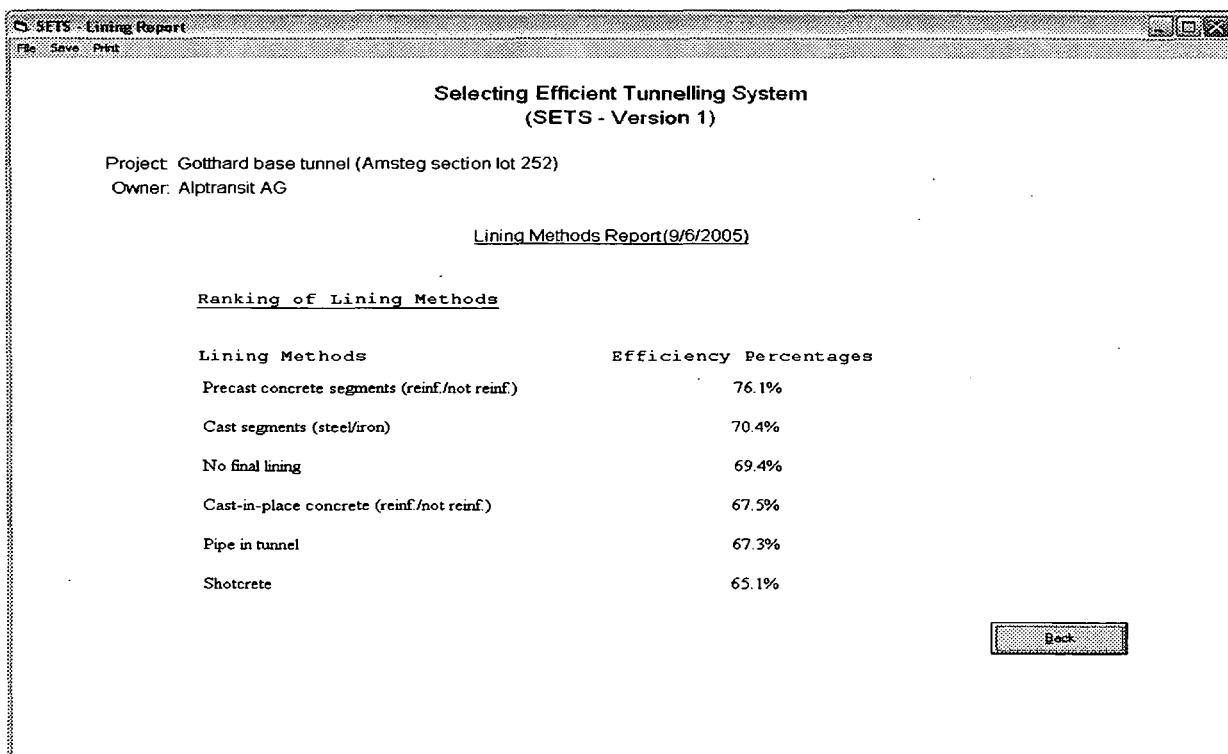 SETS - Lining Report
File Save Print
Selecting Efficient Tunnelling System
(SETS - Version 1)
Project: Gotthard base tunnel (Amsteg section lot 252)
Owner: Alptransit AG
Lining Methods Report(9/6/2005)
Ranking of Lining Methods
Lining Methods Efficiency Percentages
Precast concrete segments (reinf./not reinf.) 76.1%
Cast segments (steel/iron) 70.4%
No final lining 69.4%
Cast-in-place concrete (reinf./not reinf.) 67.5%
Pipe in tunnel 67.3%
Shotcrete 65.1%
Back